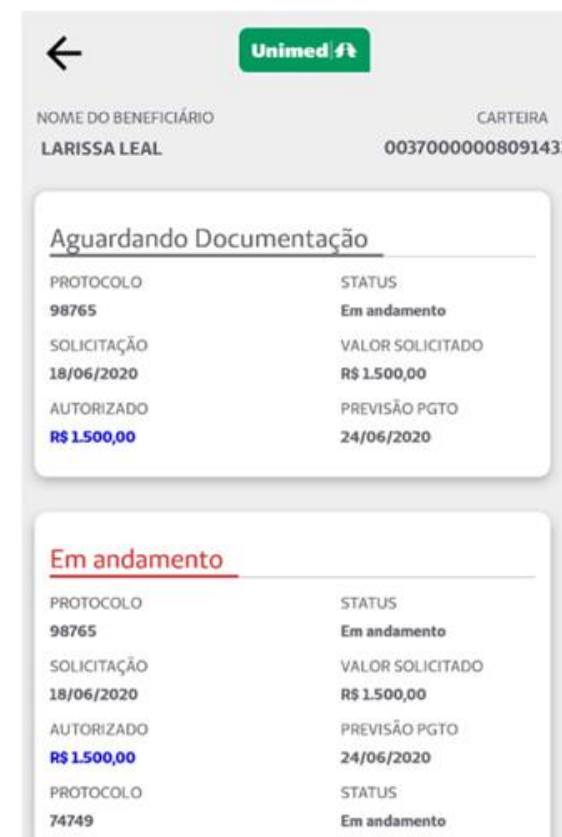 Unimed
NOME DO BENEFICIÁRIO CARTEIRA
LARISSA LEAL
Aguardando Documentação
PROTOCOLO STATUS
98765 Em andamento
SOLICITAÇÃO VALOR SOLICITADO
18/06/2020 R$ 1.500,00
AUTORIZADO PREVISÃO PGTO
R$ 1.500,00 24/06/2020
Em andamento
PROTOCOLO STATUS
98765 Em andamento
SOLICITAÇÃO VALOR SOLICITADO
18/06/2020 R$ 1.500,00
AUTORIZADO PREVISÃO PGTO
R$ 1.500,00 24/06/2020
PROTOCOLO STATUS
74749 Em andamento